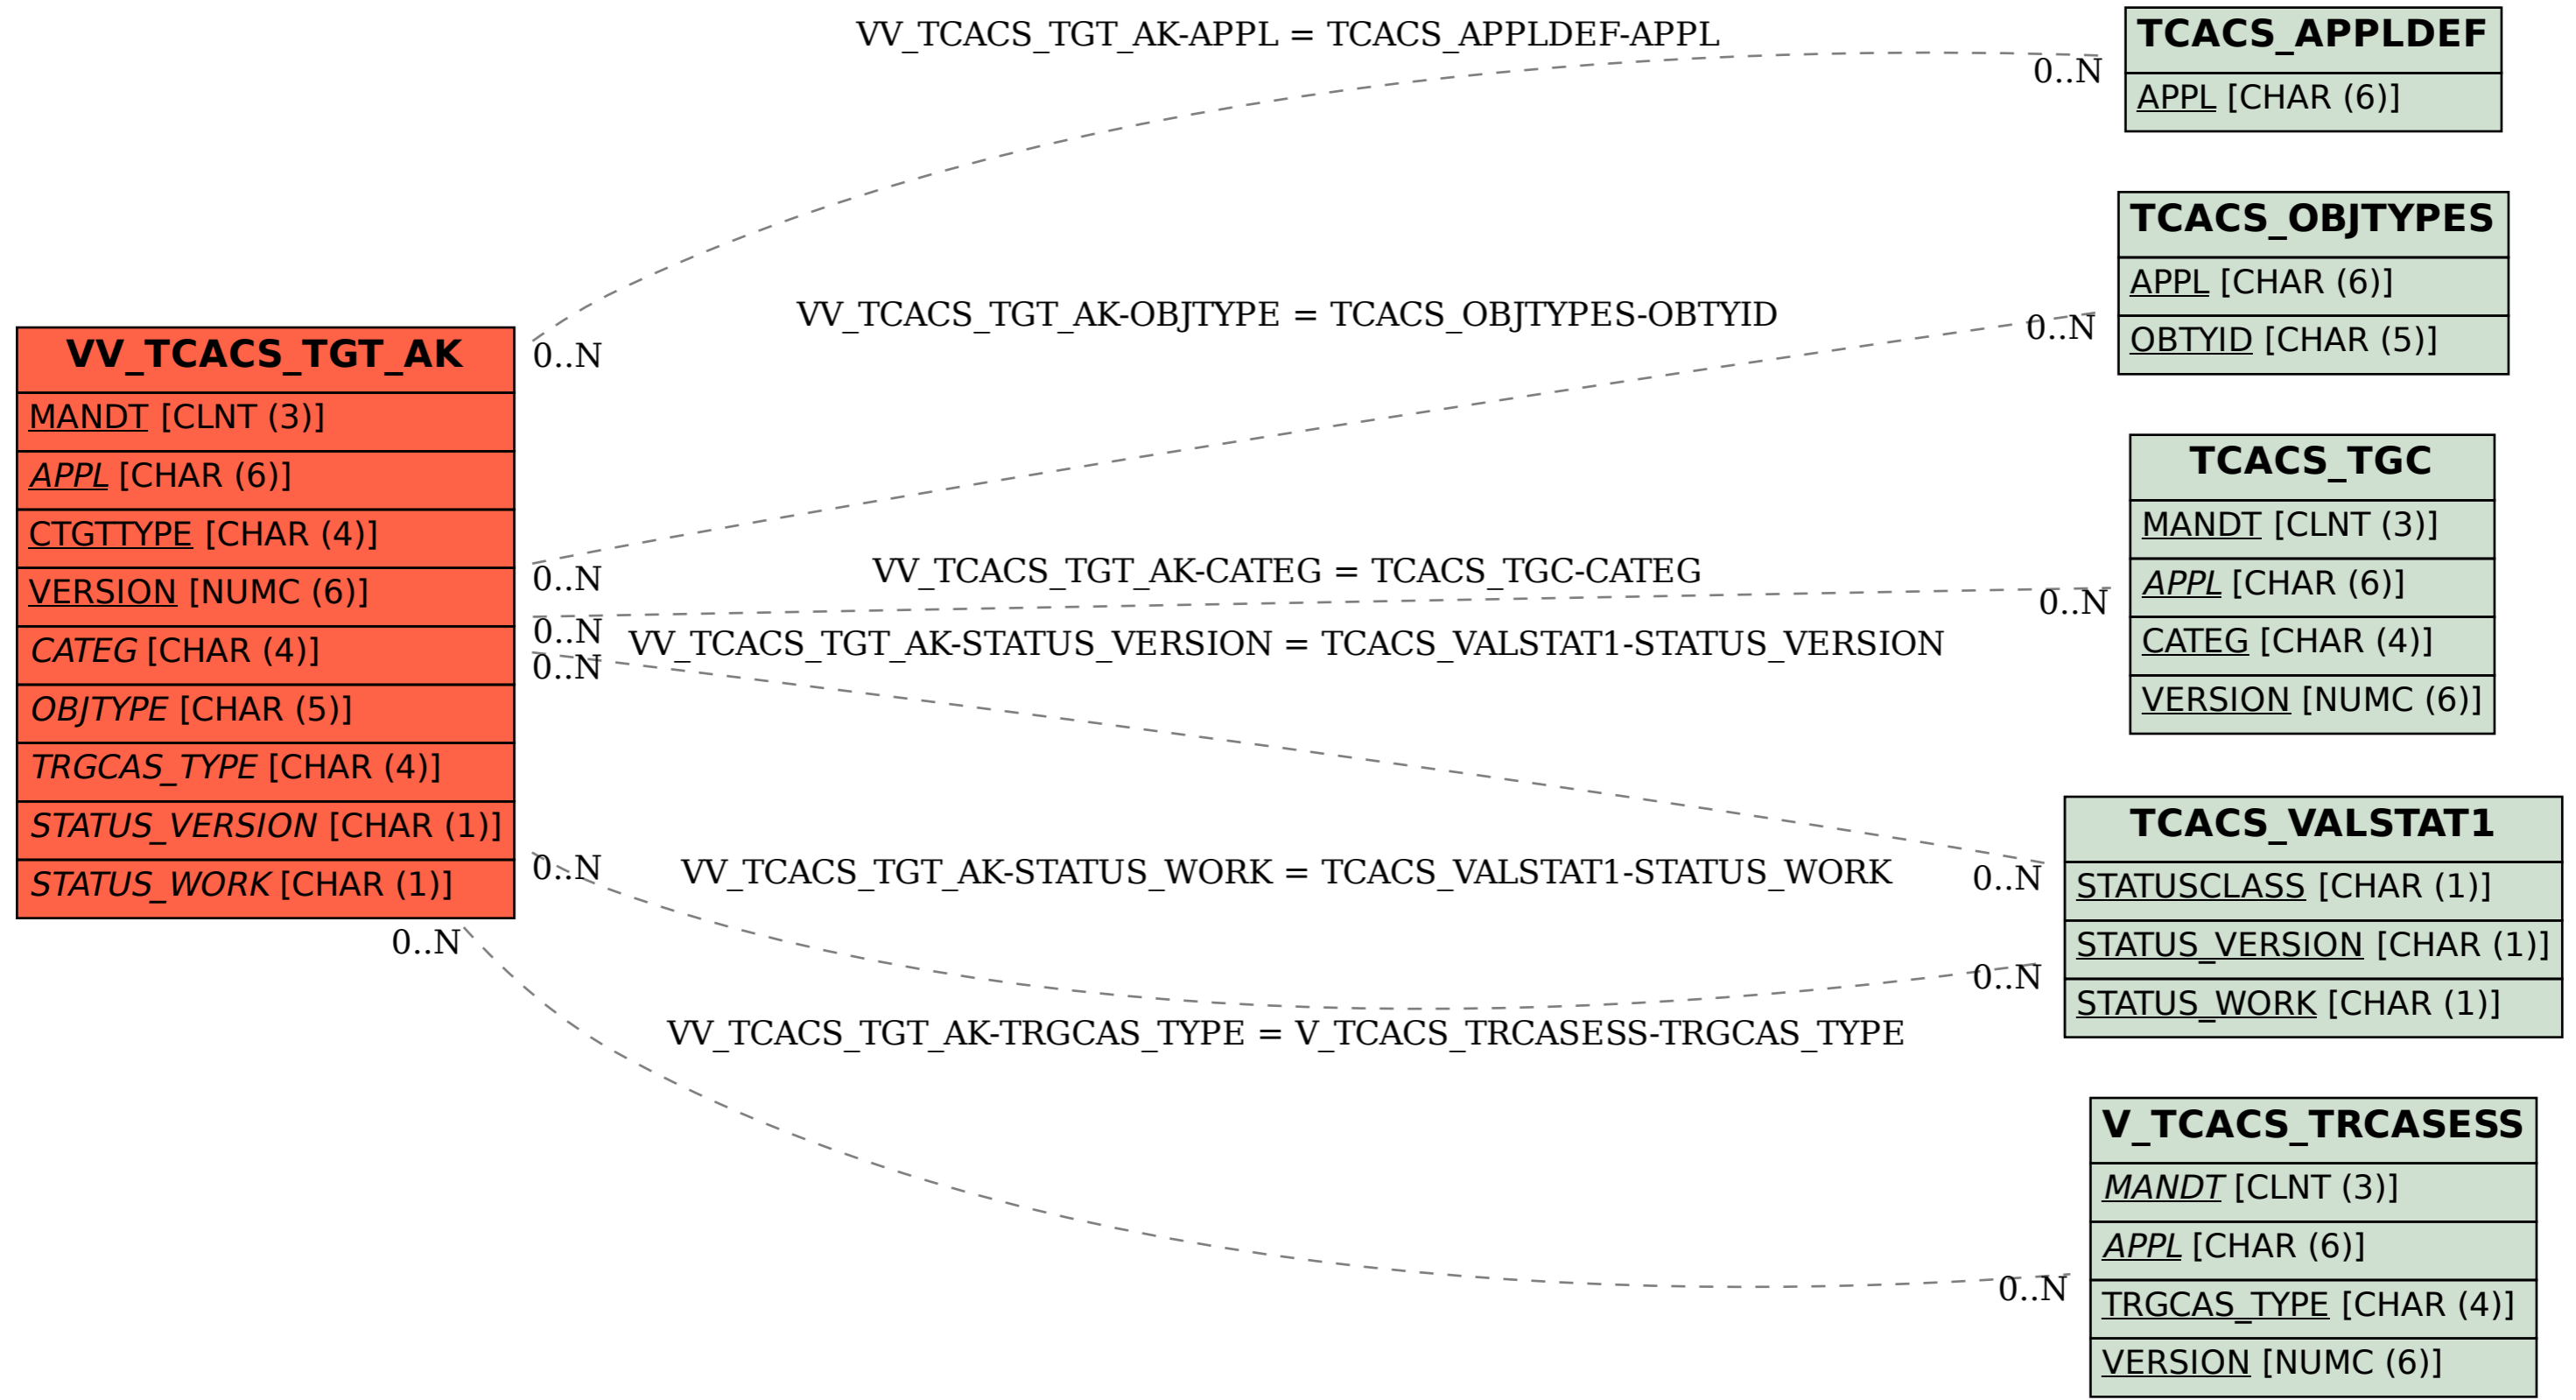 VV_TCACS_TGT_AK-APPL = TCACS_APPLDEF-APPL
0..N
0..N
VV_TCACS_TGT_AK-OBJTYPE = TCACS_OBJTYPES-OBTYID
0..N
0..N
VV_TCACS_TGT_AK-CATEG = TCACS_TGC-CATEG
0..N
0..N
VV_TCACS_TGT_AK-STATUS_VERSION = TCACS_VALSTAT1-STATUS_VERSION
0..N
0..N
VV_TCACS_TGT_AK-STATUS_WORK = TCACS_VALSTAT1-STATUS_WORK
0..N
0..N
VV_TCACS_TGT_AK-TRGCAS_TYPE = V_TCACS_TRCASESS-TRGCAS_TYPE
0..N
0..N
VV_TCACS_TGT_AK
MANDT [CLNT (3)]
APPL [CHAR (6)]
CTGTTYPE [CHAR (4)]
VERSION [NUMC (6)]
CATEG [CHAR (4)]
OBJTYPE [CHAR (5)]
TRGCAS_TYPE [CHAR (4)]
STATUS_VERSION [CHAR (1)]
STATUS_WORK [CHAR (1)]
TCACS_APPLDEF
APPL [CHAR (6)]
TCACS_OBJTYPES
APPL [CHAR (6)]
OBTYID [CHAR (5)]
TCACS_TGC
MANDT [CLNT (3)]
APPL [CHAR (6)]
CATEG [CHAR (4)]
VERSION [NUMC (6)]
TCACS_VALSTAT1
STATUSCLASS [CHAR (1)]
STATUS_VERSION [CHAR (1)]
STATUS_WORK [CHAR (1)]
V_TCACS_TRCASESS
MANDT [CLNT (3)]
APPL [CHAR (6)]
TRGCAS_TYPE [CHAR (4)]
VERSION [NUMC (6)]